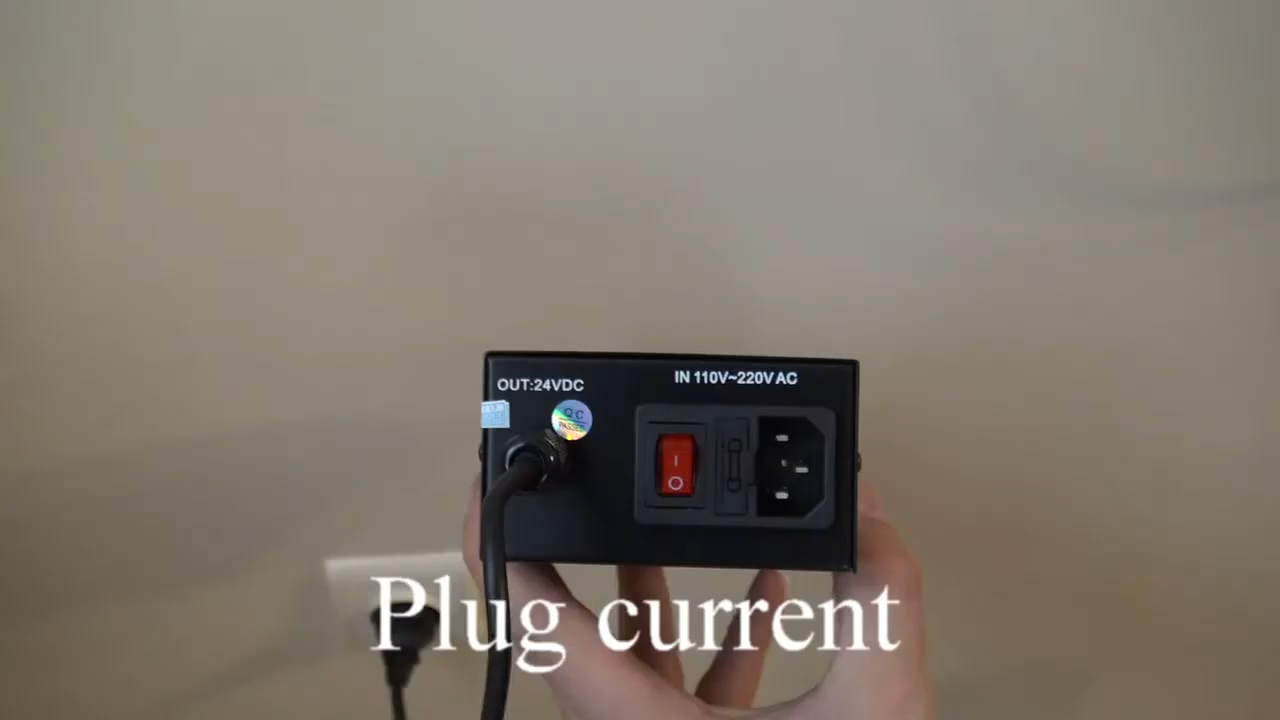 OUT:24VDC
IN 110V~220V AC
QC
PASSED
I
O
Plug current